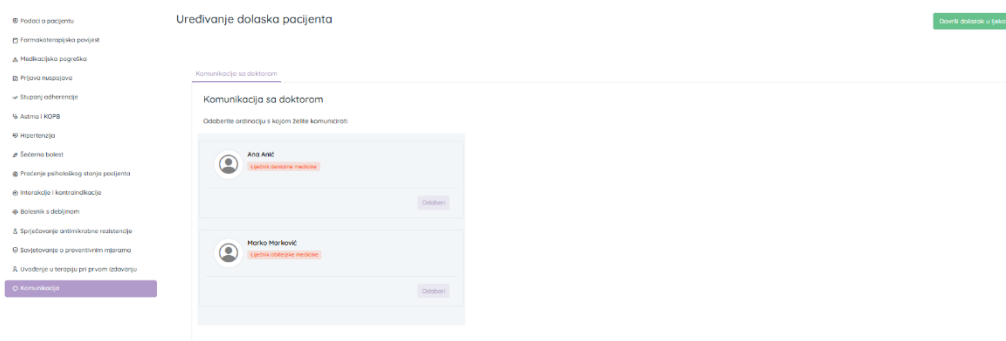 Podaci o pacijentu
Farmakoterapijska povijest
Medikacijska pogreška
Prijava nuspojava
Stupanj adherencije
Astma i KOPB
Hipertenzija
Šećerna bolest
Praćenje psihološkog stanja pacijenta
Interakcije i kontraindikacije
Bolesnik s debljinom
Sprječavanje antimikrobne rezistencije
Savjetovanje o preventivnim mjerama
Uvođenje u terapiju pri prvom izdavanju
Komunikacija
Uređivanje dolaska pacijenta
Dovrši dolazak u ljeka
Komunikacija sa doktorom
Komunikacija sa doktorom
Odaberite ordinaciju s kojom želite komunicirati:
Ana Anić
Liječnik dentalne medicine
Odaberi
Marko Marković
Liječnik obiteljske medicine
Odaberi